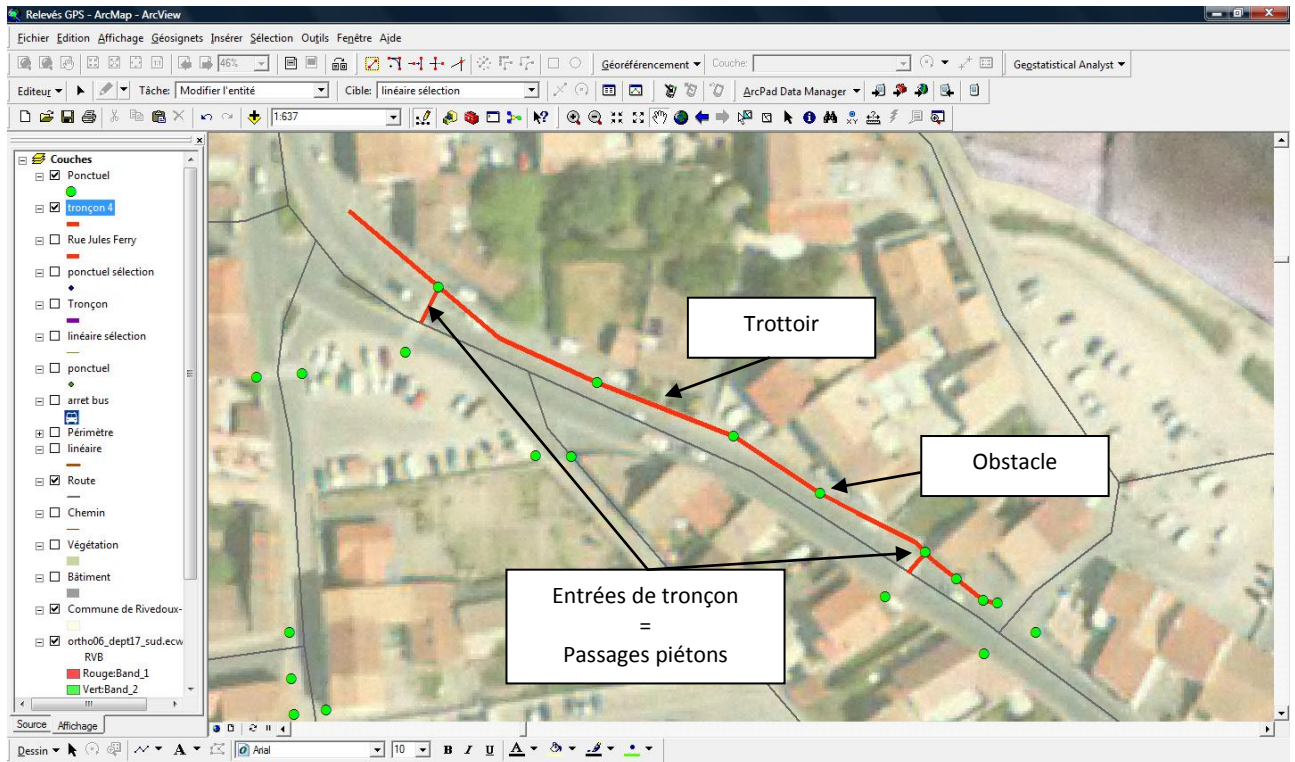 Relevés GPS - ArcMap - ArcView
Fichier Edition Affichage Géosignets Insérer Sélection Outils Fenêtre Aide
46% Géoréférencement Couche: Geostatistical Analyst
Editeur Tâche: Modifier l'entité Cible: linéaire sélection ArcPad Data Manager
1:637
Couches
Ponctuel
tronçon 4
Rue Jules Ferry
ponctuel sélection
Tronçon
linéaire sélection
ponctuel
arret bus
Périmètre
linéaire
Route
Chemin
Végétation
Bâtiment
Commune de Rivedoux-
ortho06_dept17_sud.ecw
RVB
Rouge:Band_1
Vert:Band_2
Source Affichage
Trottoir
Obstacle
Entrées de tronçon
=
Passages piétons
Dessin A Arial 10 B I U A